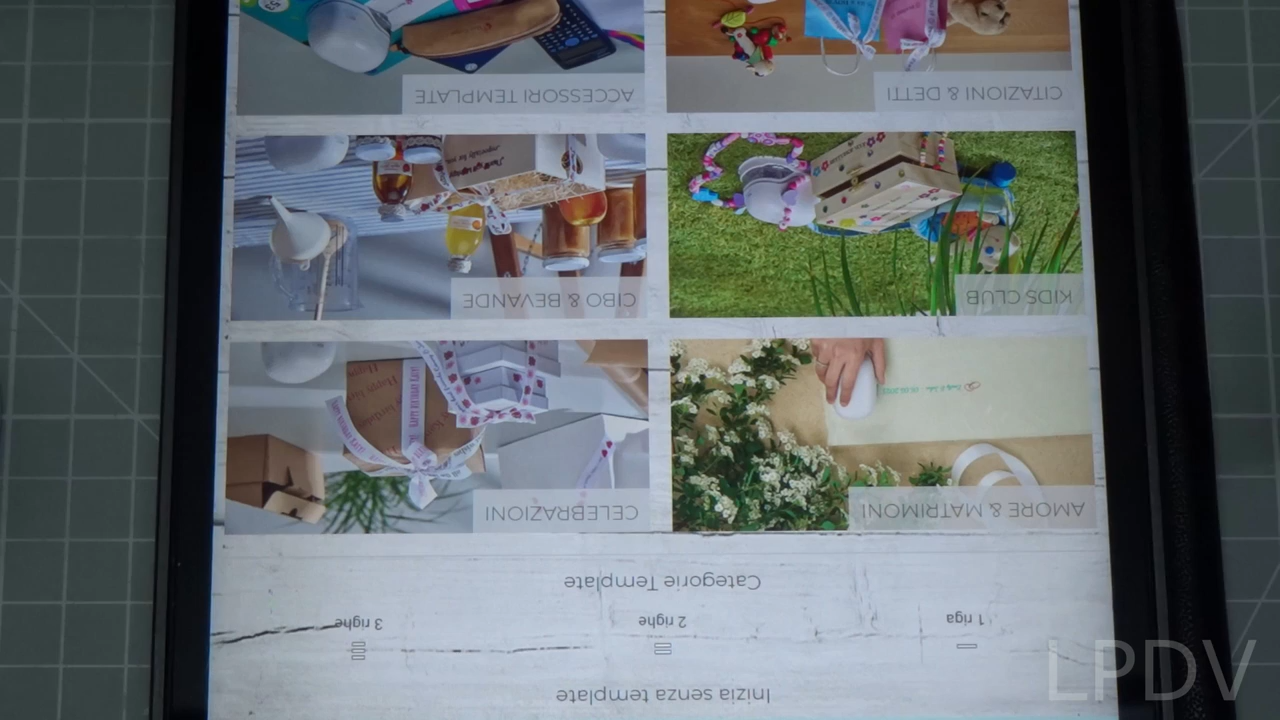 Inizia senza template
1 riga
2 righe
3 righe
Categorie Template
AMORE & MATRIMONI
CELEBRAZIONI
KIDS CLUB
CIBO & BEVANDE
CITAZIONI & DETTI
ACCESSORI TEMPLATE
LPDV